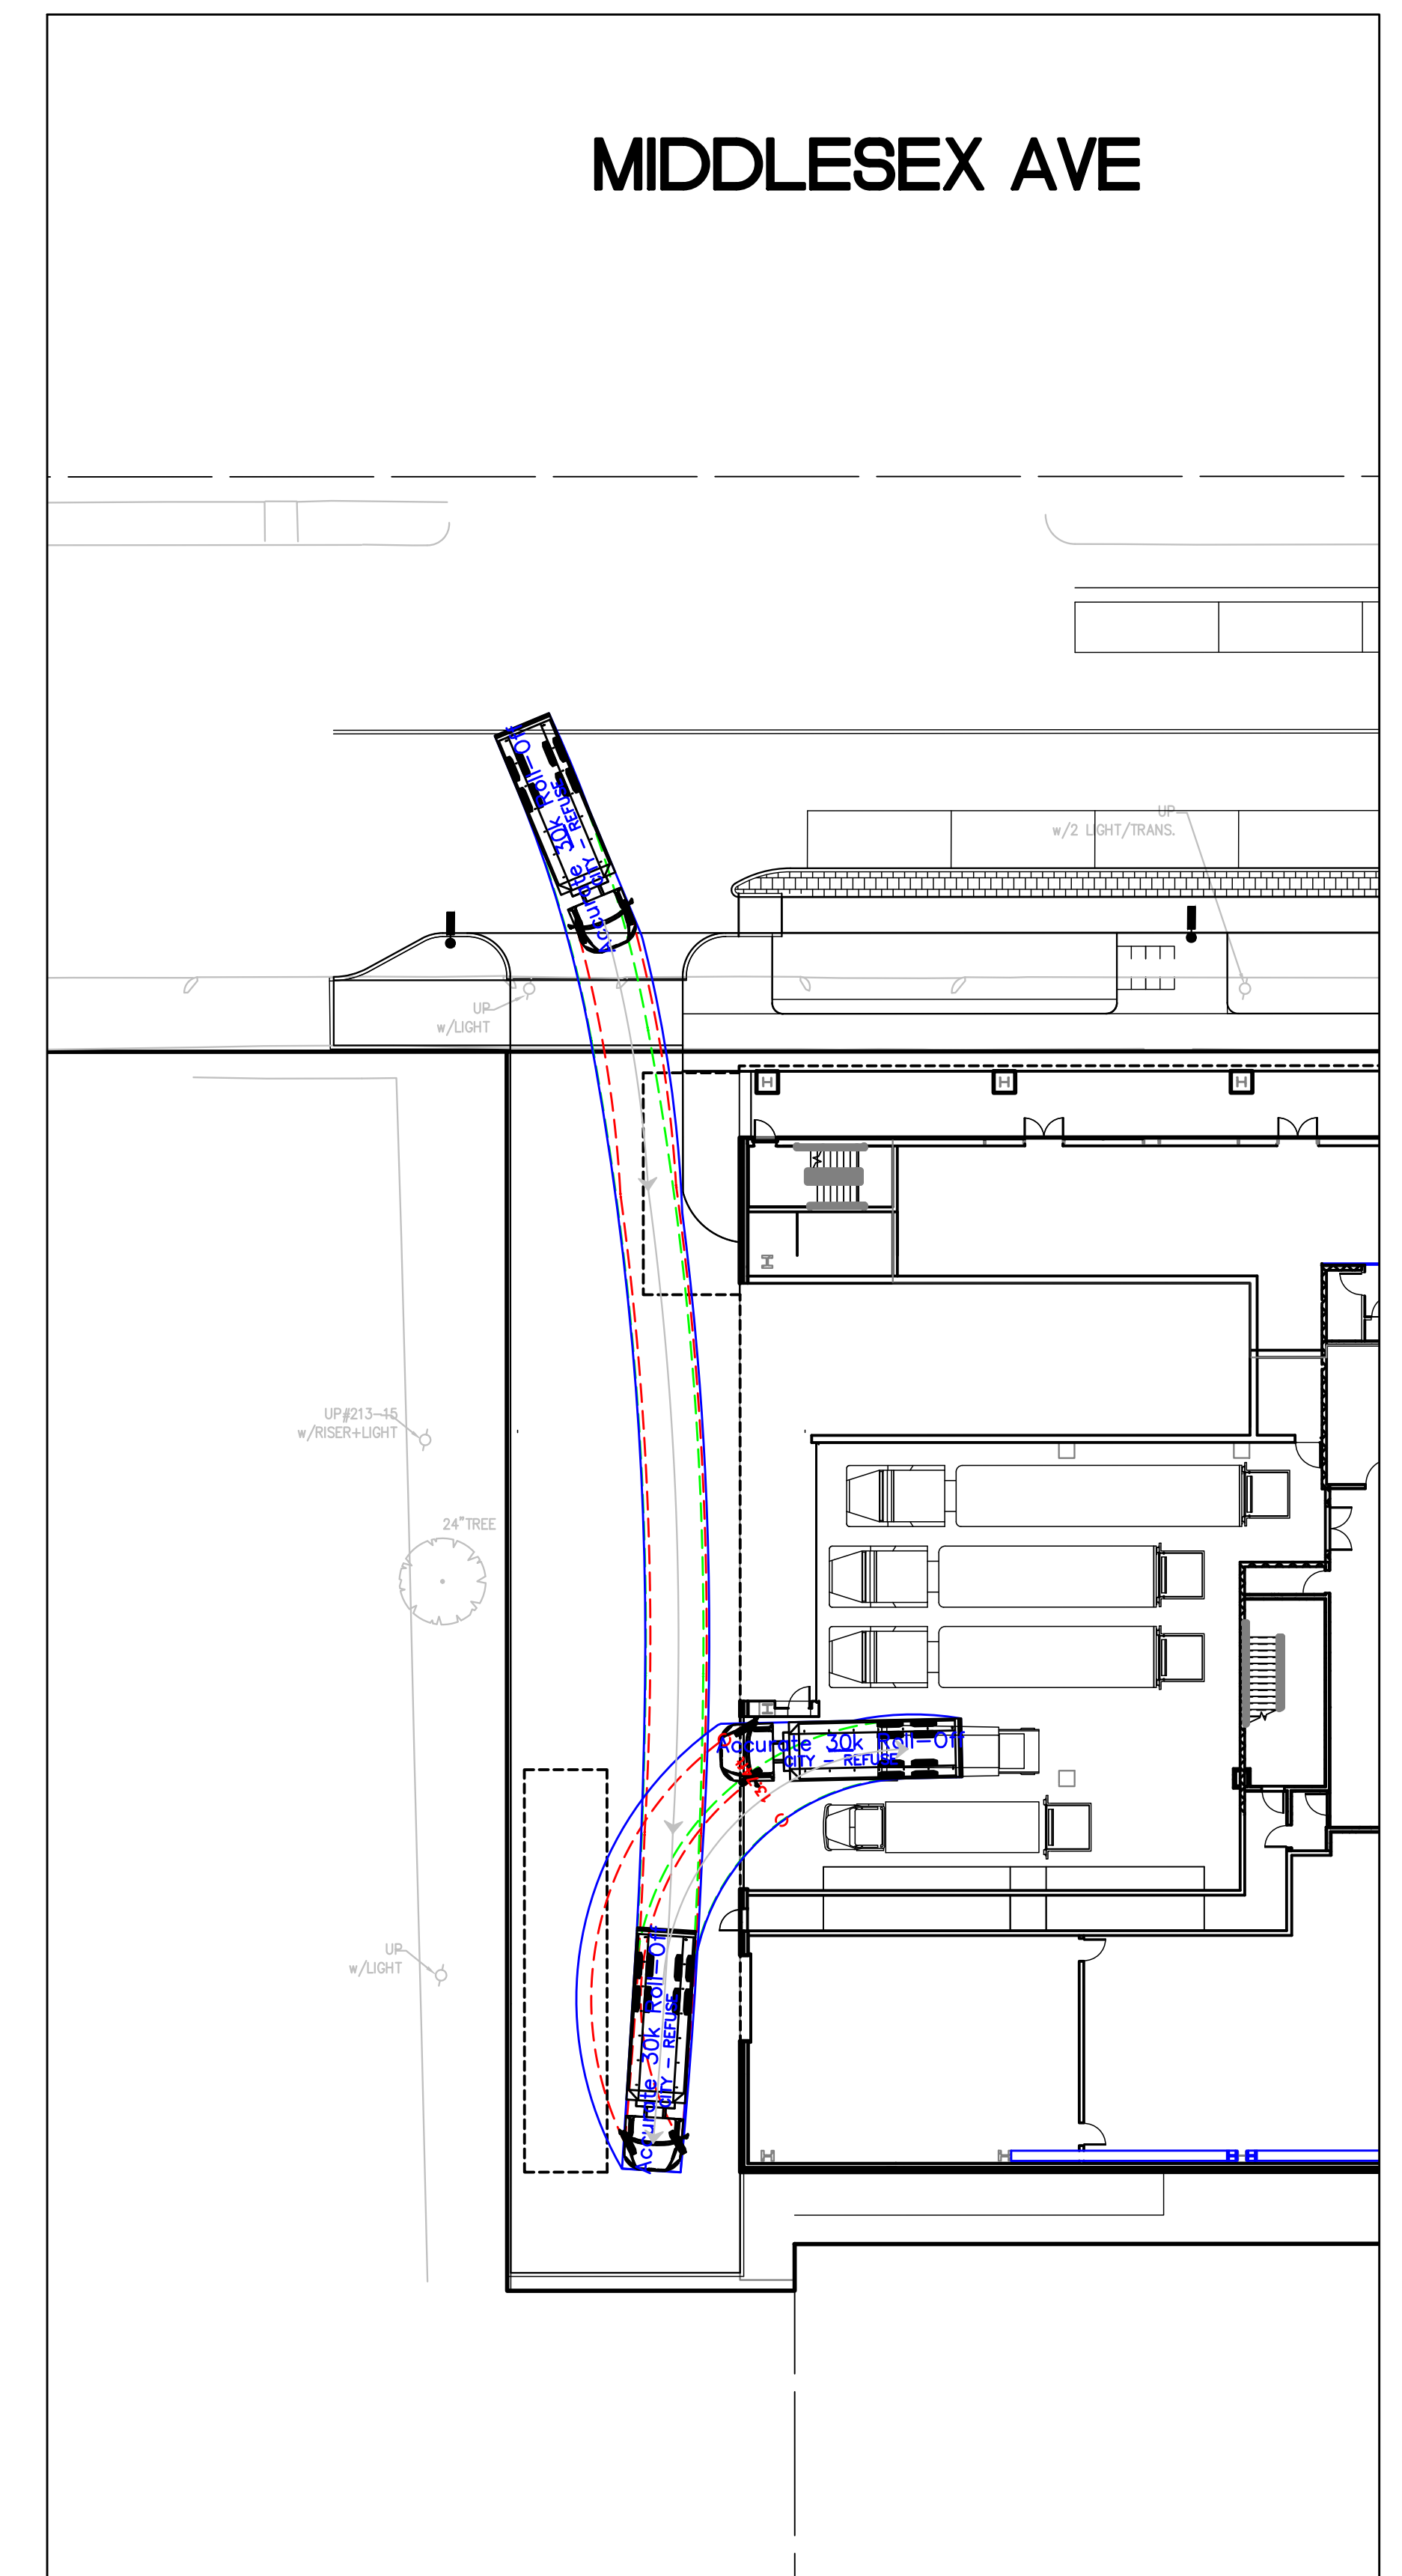 MIDDLESEX AVE
Accurate 30k Roll-Off
CITY - REFUSE
UP
w/2 LIGHT/TRANS.
UP
w/LIGHT
UP#213-15
w/RISER+LIGHT
24"TREE
Accurate 30k Roll-Off
CITY - REFUSE
UP
w/LIGHT
Accurate 30k Roll-Off
CITY - REFUSE